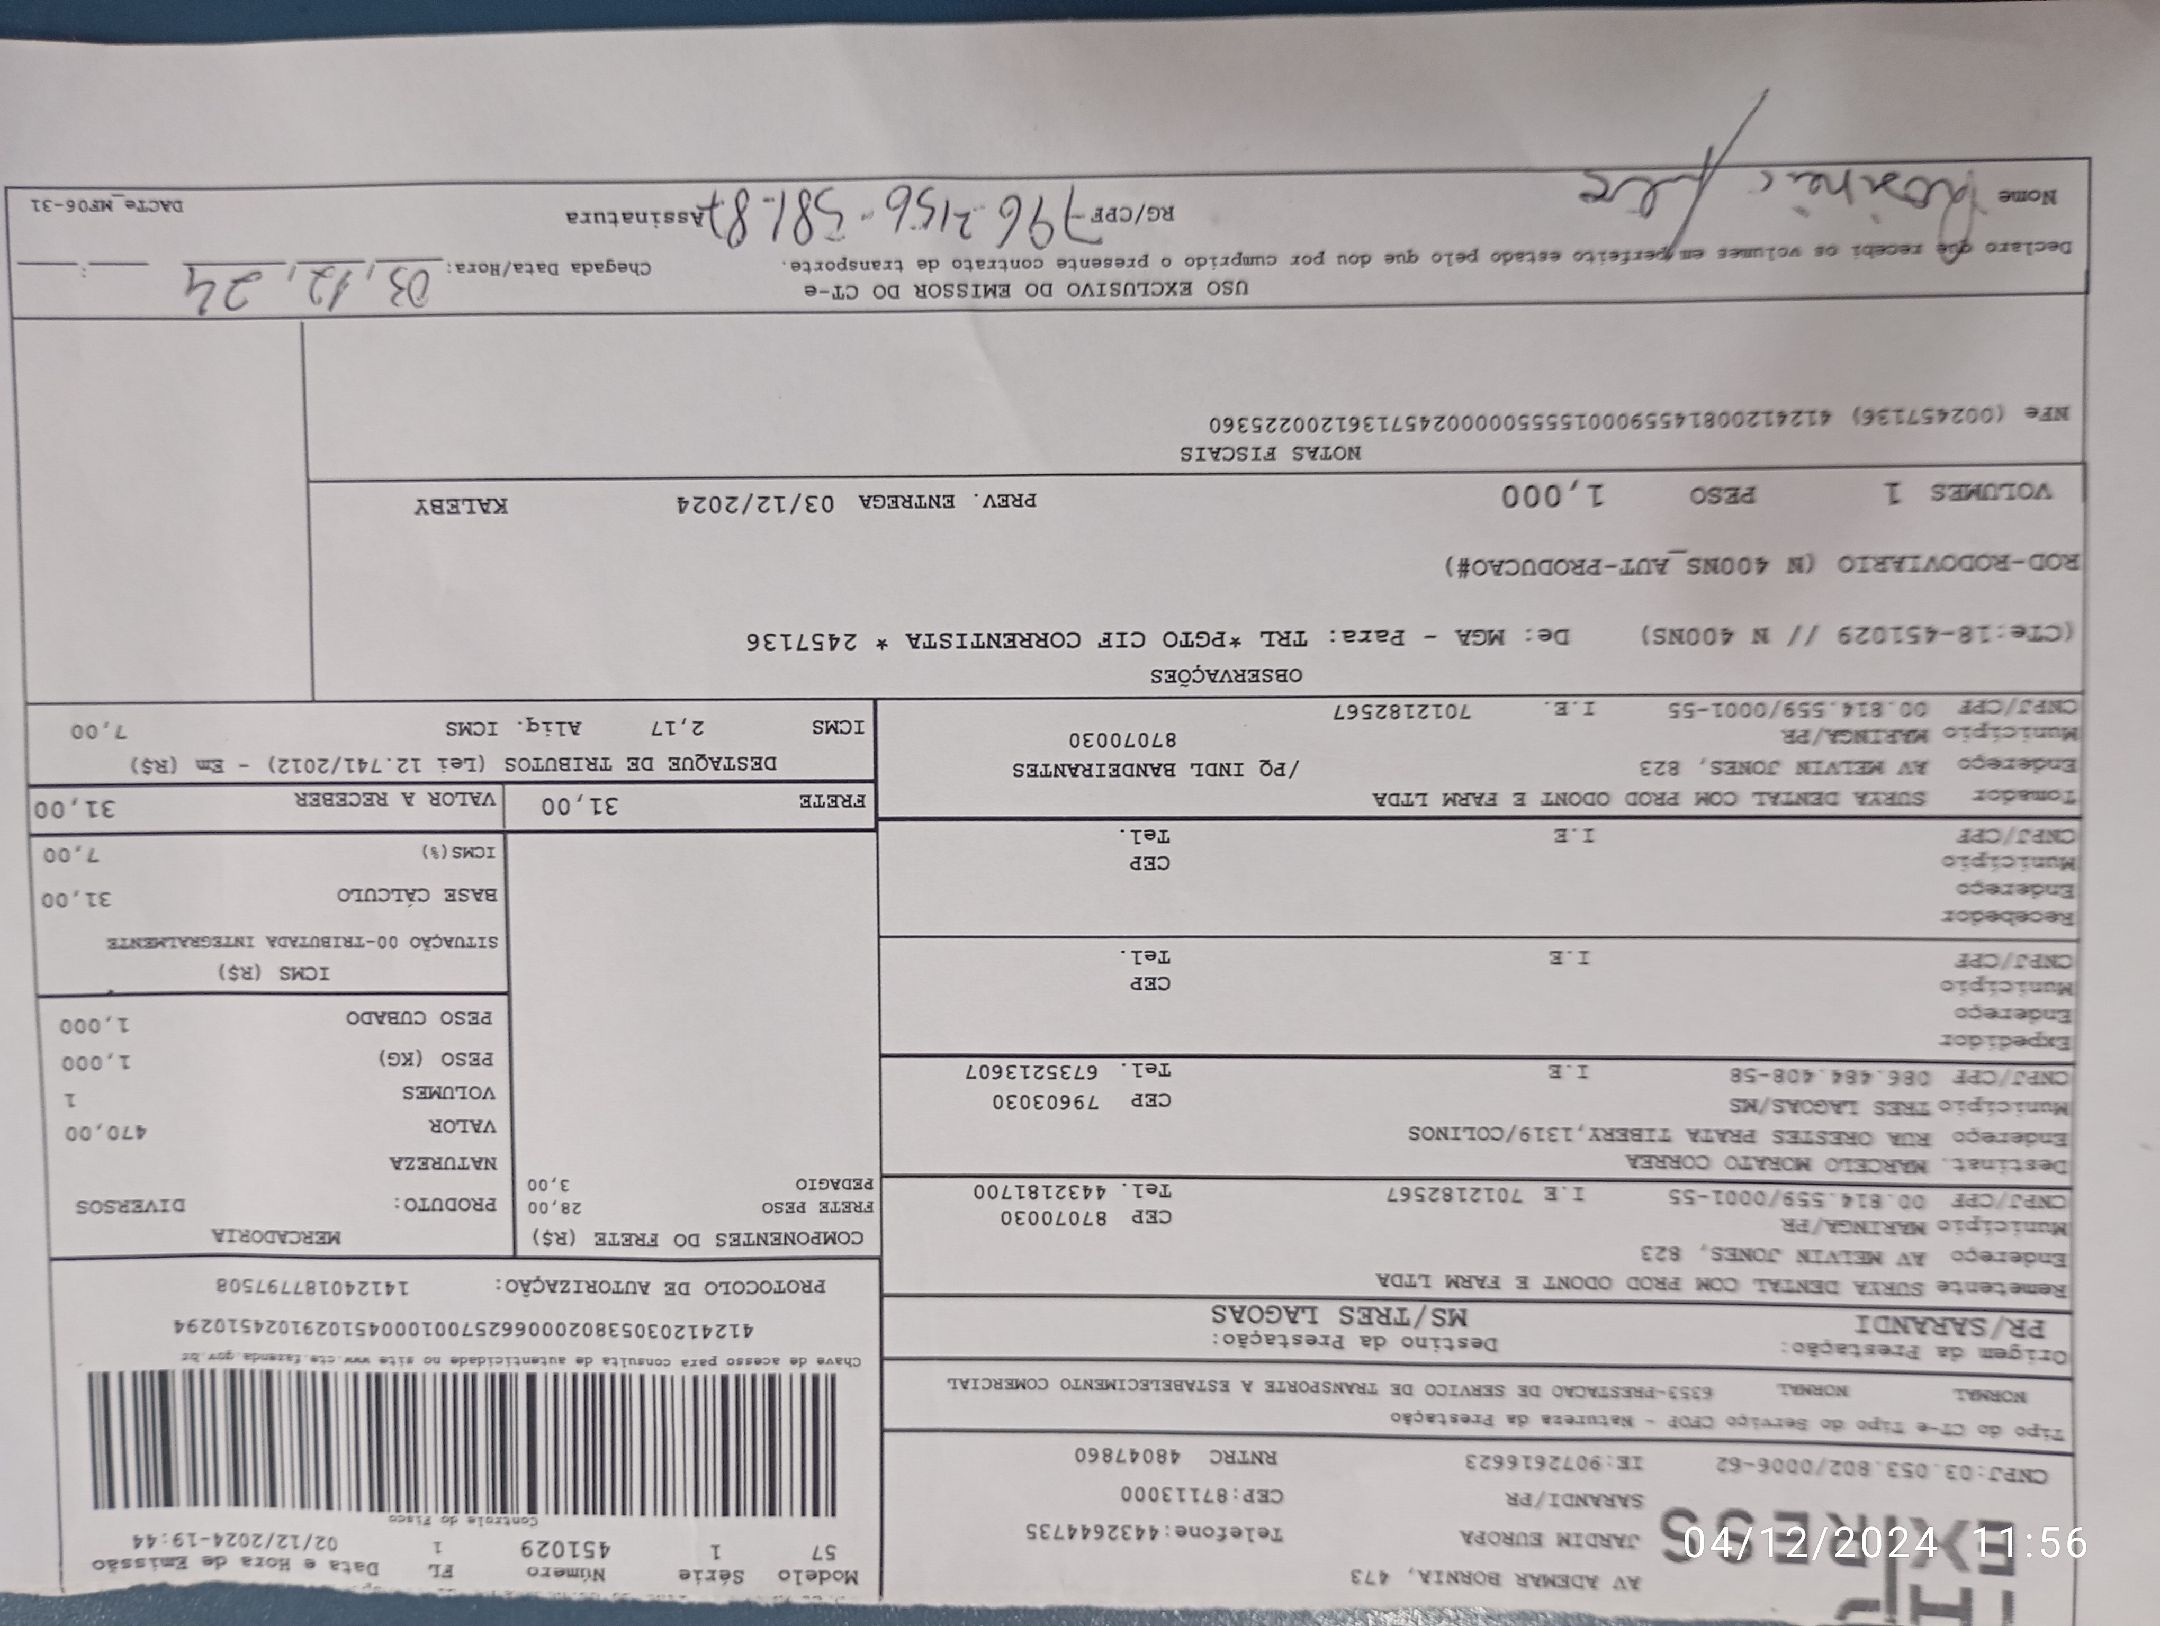 EXPRESS
AV ADEMAR BORNIA, 473
JARDIM EUROPA
Telefone:4432644735
SARANDI/PR
CEP:87113000
CNPJ:03.053.802/0006-62 IE:9072616623 RNTRC 48047860
Modelo Série Número FL Data e Hora de Emissão
57 1 451029 1 02/12/2024-19:44
Controle do Fisco
Tipo do CT-e Tipo do Serviço CFOP - Natureza da Prestação
NORMAL NORMAL 6353-PRESTACAO DE SERVICO DE TRANSPORTE A ESTABELECIMENTO COMERCIAL
Chave de acesso para consulta de autenticidade no site www.cte.fazenda.gov.br
41241203053802000662570010004510291024510294
Origem da Prestação: Destino da Prestação:
PR/SARANDI MS/TRES LAGOAS
PROTOCOLO DE AUTORIZAÇÃO: 141240187797508
Remetente SURYA DENTAL COM PROD ODONT E FARM LTDA
Endereço AV MELVIN JONES, 823
Município MARINGA/PR CEP 87070030
CNPJ/CPF 00.814.559/0001-55 I.E 7012182567 Tel. 4432181700
Destinat. MARCELO MORATO CORREA
Endereço RUA ORESTES PRATA TIBERY,1319/COLINOS
Município TRES LAGOAS/MS CEP 79603030
CNPJ/CPF 086.484.408-58 I.E Tel. 6735213607
Expedidor
Endereço
Município CEP
CNPJ/CPF I.E Tel.
Recebedor
Endereço
Município CEP
CNPJ/CPF I.E Tel.
Tomador SURYA DENTAL COM PROD ODONT E FARM LTDA
Endereço AV MELVIN JONES, 823 /PQ INDL BANDEIRANTES
Município MARINGA/PR 87070030
CNPJ/CPF 00.814.559/0001-55 I.E. 7012182567
COMPONENTES DO FRETE (R$)
FRETE PESO 28,00
PEDAGIO 3,00
MERCADORIA
PRODUTO: DIVERSOS
NATUREZA
VALOR 470,00
VOLUMES 1
PESO (KG) 1,000
PESO CUBADO 1,000
ICMS (R$)
SITUAÇÃO 00-TRIBUTADA INTEGRALMENTE
BASE CÁLCULO 31,00
ICMS(%) 7,00
FRETE 31,00 VALOR A RECEBER 31,00
DESTAQUE DE TRIBUTOS (Lei 12.741/2012) - Em (R$)
ICMS 2,17 Aliq. ICMS 7,00
OBSERVAÇÕES
(CTe:18-451029 // N 400NS) De: MGA - Para: TRL *PGTO CIF CORRENTISTA * 2457136
ROD-RODOVIARIO (N 400NS_AUT-PRODUCAO#)
VOLUMES 1 PESO 1,000 PREV. ENTREGA 03/12/2024 KALEBY
NOTAS FISCAIS
NFe (002457136) 41241200814559000155550000024571361200225360
USO EXCLUSIVO DO EMISSOR DO CT-e
Declaro que recebi os volumes em perfeito estado pelo que dou por cumprido o presente contrato de transporte.
Chegada Data/Hora: 03, 12, 24 __:__
Nome RG/CPF 796.2156-581-87 Assinatura
DACTe_MF06-31
04/12/2024 11:56